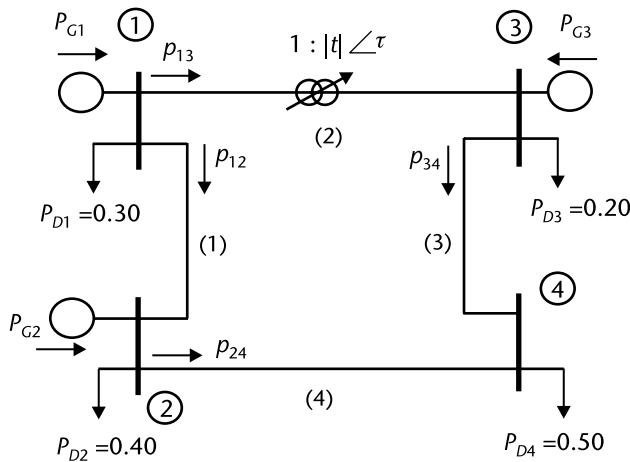 P_G1
1
p_13
1 : |t| ∠τ
3
P_G3
(2)
p_12
p_34
P_D1 =0.30
P_D3 =0.20
(1)
(3)
4
P_G2
p_24
(4)
2
P_D2 =0.40
P_D4 =0.50